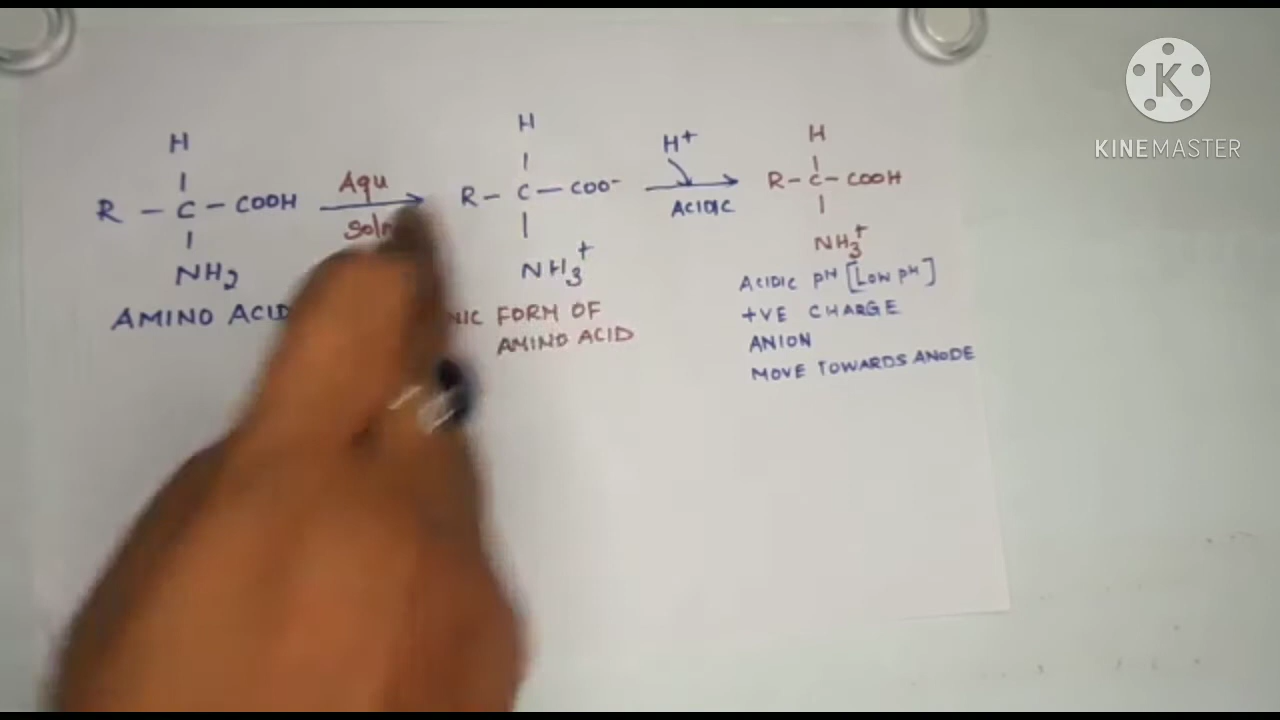 H
R - C - COOH
NH2
AMINO ACID
Aqu
Soln
H
R - C - COO-
NH3+
FORM OF
AMINO ACID
H+
ACIDIC
H
R - C - COOH
NH3+
ACIDIC PH [LOW PH]
+VE CHARGE
ANION
MOVE TOWARDS ANODE
K
KINEMASTER